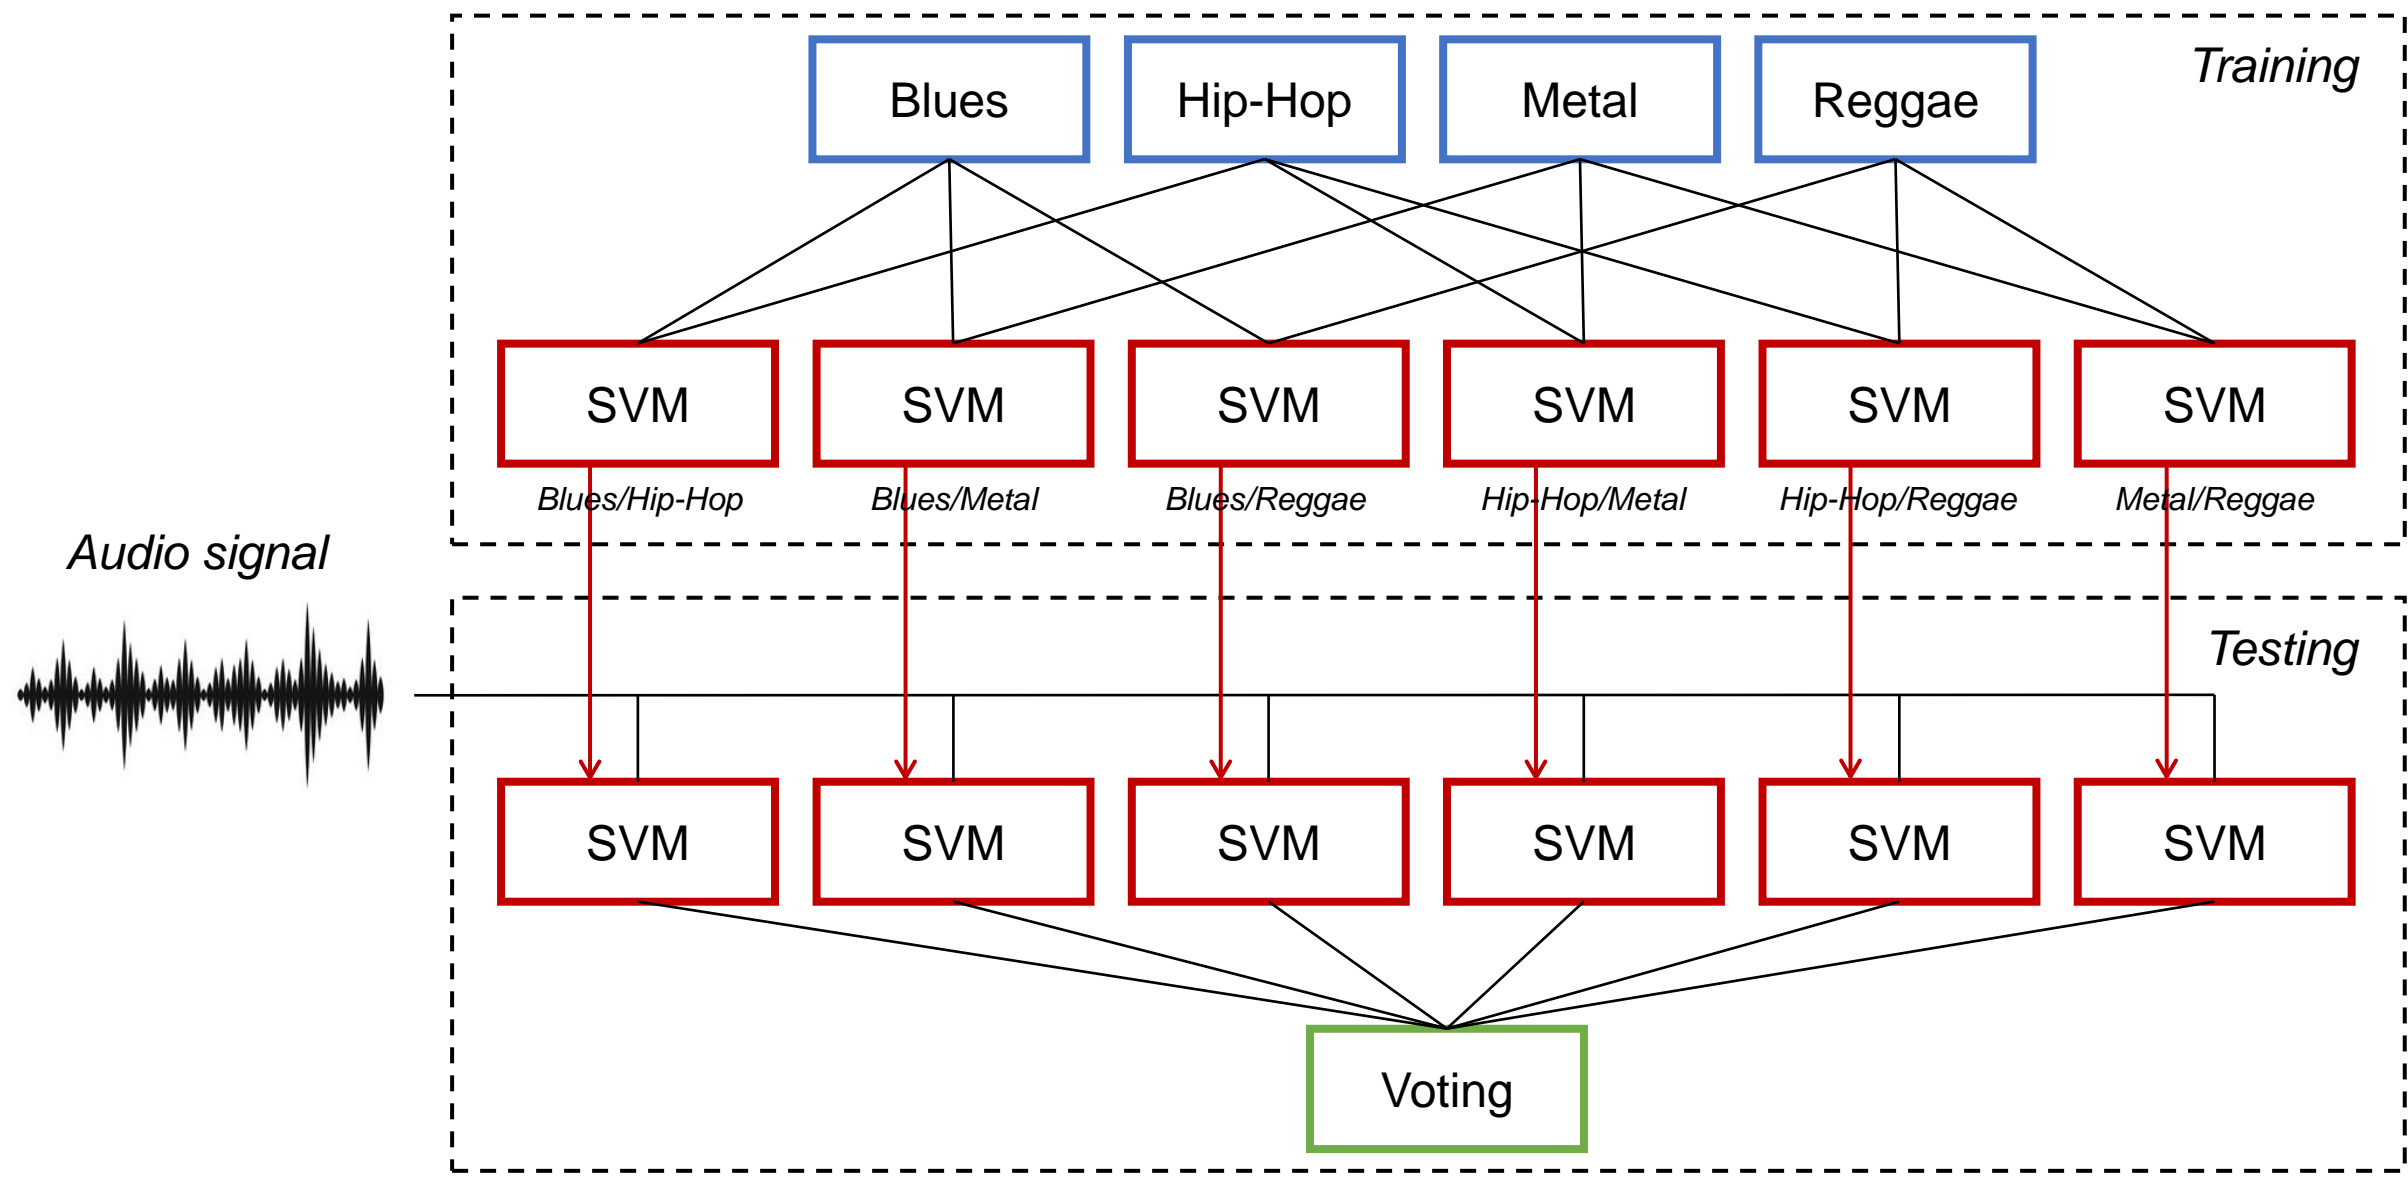 Training
Blues
Hip-Hop
Metal
Reggae
SVM
SVM
SVM
SVM
SVM
SVM
Blues/Hip-Hop
Blues/Metal
Blues/Reggae
Hip-Hop/Metal
Hip-Hop/Reggae
Metal/Reggae
Audio signal
Testing
SVM
SVM
SVM
SVM
SVM
SVM
Voting